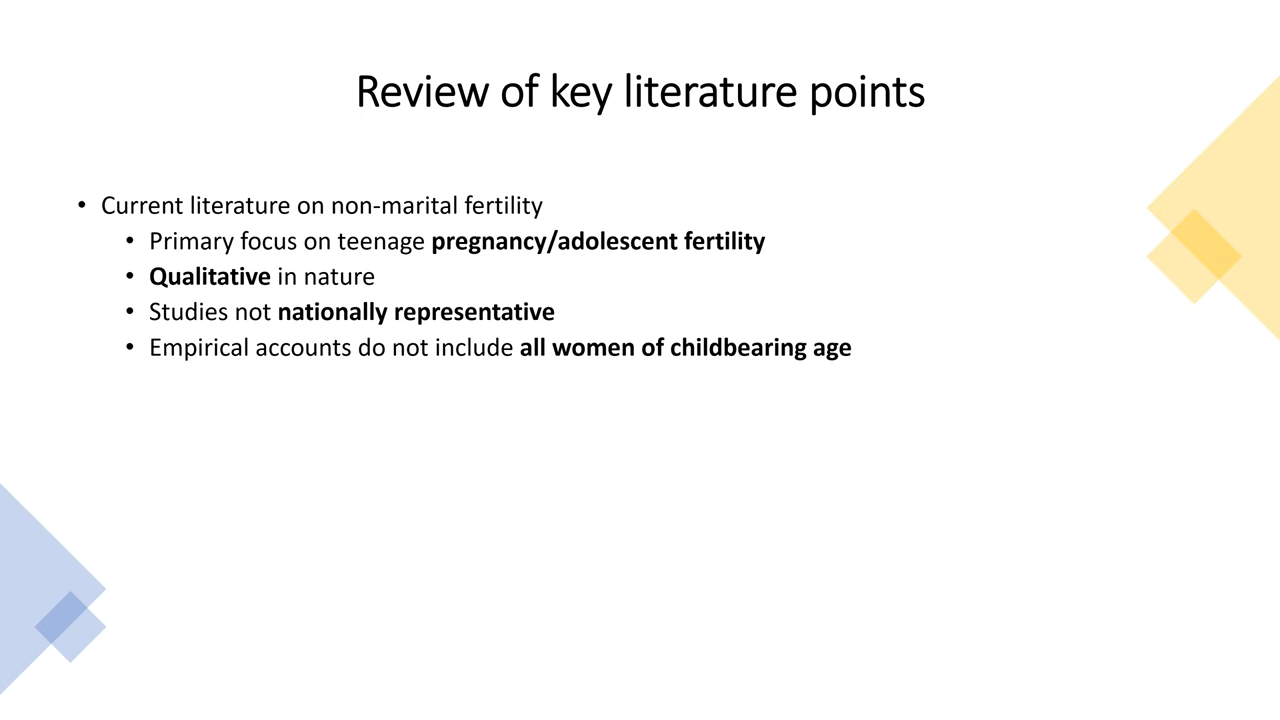 Review of key literature points
• Current literature on non-marital fertility
• Primary focus on teenage pregnancy/adolescent fertility
• Qualitative in nature
• Studies not nationally representative
• Empirical accounts do not include all women of childbearing age